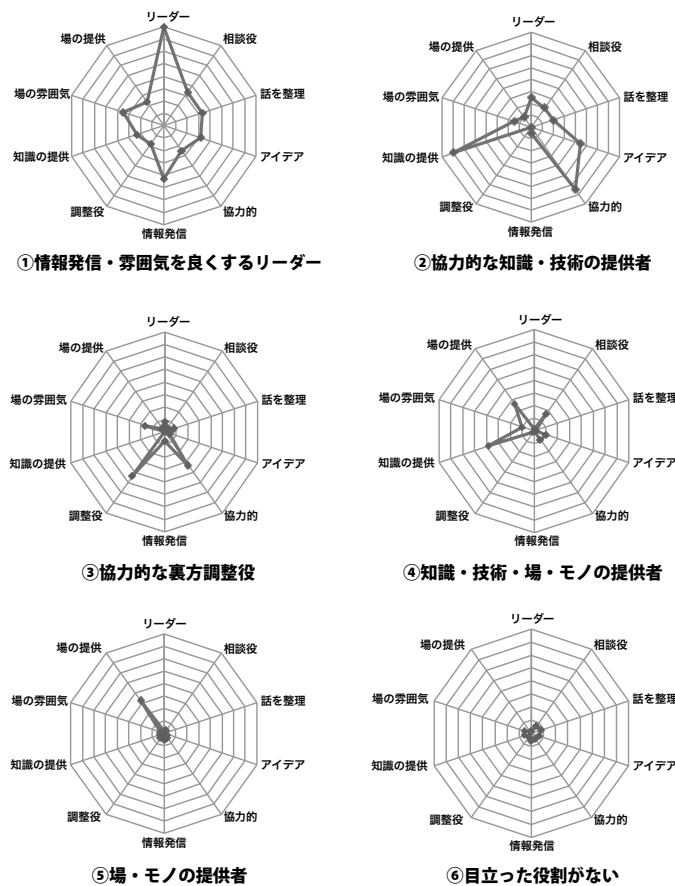 リーダー
相談役
話を整理
アイデア
協力的
情報発信
調整役
知識の提供
場の雰囲気
場の提供
①情報発信・雰囲気を良くするリーダー
リーダー
相談役
話を整理
アイデア
協力的
情報発信
調整役
知識の提供
場の雰囲気
場の提供
②協力的な知識・技術の提供者
リーダー
相談役
話を整理
アイデア
協力的
情報発信
調整役
知識の提供
場の雰囲気
場の提供
③協力的な裏方調整役
リーダー
相談役
話を整理
アイデア
協力的
情報発信
調整役
知識の提供
場の雰囲気
場の提供
④知識・技術・場・モノの提供者
リーダー
相談役
話を整理
アイデア
協力的
情報発信
調整役
知識の提供
場の雰囲気
場の提供
⑤場・モノの提供者
リーダー
相談役
話を整理
アイデア
協力的
情報発信
調整役
知識の提供
場の雰囲気
場の提供
⑥目立った役割がない